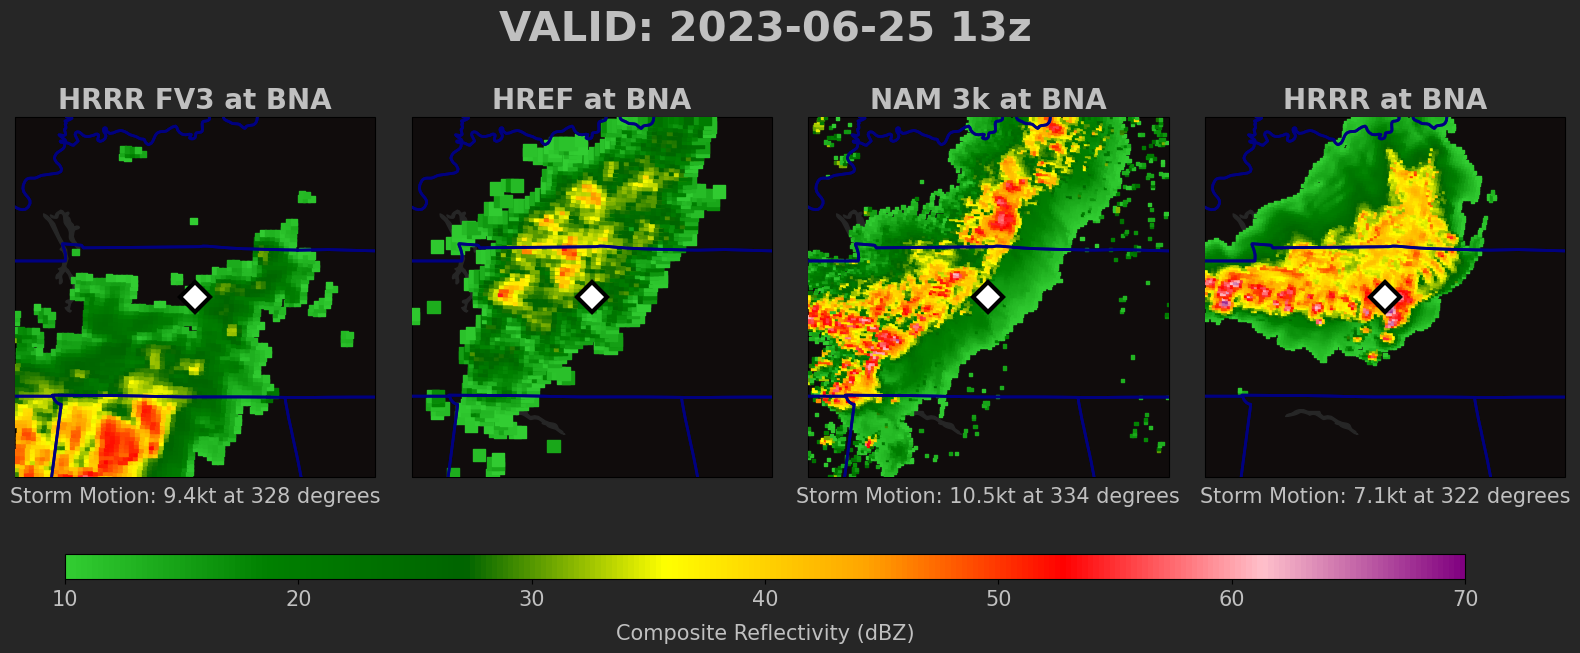 VALID: 2023-06-25 13z
HRRR FV3 at BNA
HREF at BNA
NAM 3k at BNA
HRRR at BNA
Storm Motion: 9.4kt at 328 degrees
Storm Motion: 10.5kt at 334 degrees
Storm Motion: 7.1kt at 322 degrees
10 20 30 40 50 60 70
Composite Reflectivity (dBZ)